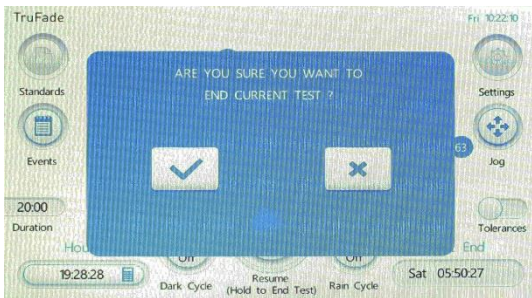 TruFade
Fri 10:22:10
ARE YOU SURE YOU WANT TO
END CURRENT TEST ?
Standards
Settings
63
Events
Jog
20:00
Duration
Tolerances
Hou
End
Off
Off
19:28:28
Dark Cycle
Resume
(Hold to End Test)
Rain Cycle
Sat 05:50:27